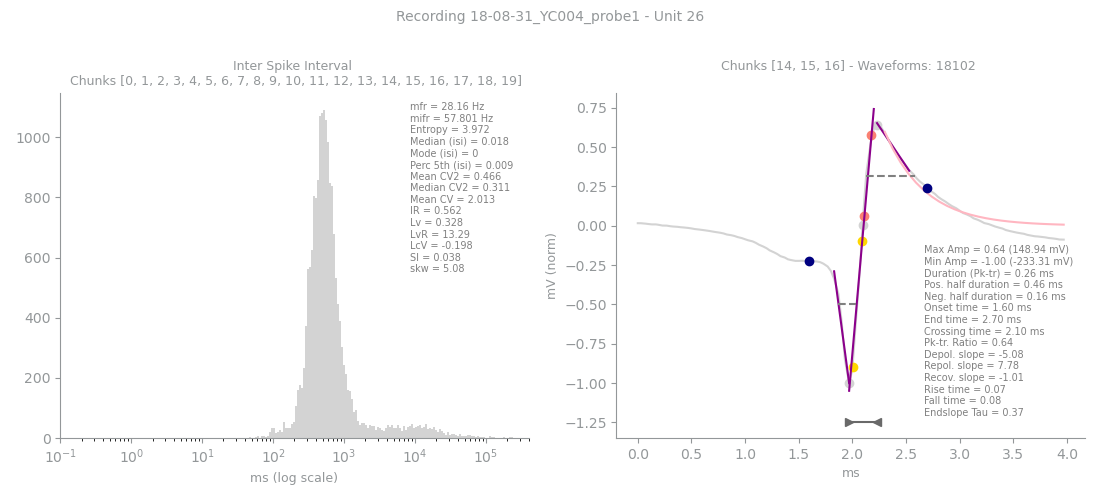 Recording 18-08-31_YC004_probe1 - Unit 26
Inter Spike Interval
Chunks [0, 1, 2, 3, 4, 5, 6, 7, 8, 9, 10, 11, 12, 13, 14, 15, 16, 17, 18, 19]
mfr = 28.16 Hz
mifr = 57.801 Hz
Entropy = 3.972
Median (isi) = 0.018
Mode (isi) = 0
Perc 5th (isi) = 0.009
Mean CV2 = 0.466
Median CV2 = 0.311
Mean CV = 2.013
IR = 0.562
Lv = 0.328
LvR = 13.29
LcV = -0.198
SI = 0.038
skw = 5.08
1000
800
600
400
200
0
10⁻¹ 10⁰ 10¹ 10² 10³ 10⁴ 10⁵
ms (log scale)
Chunks [14, 15, 16] - Waveforms: 18102
mV (norm)
0.75
0.50
0.25
0.00
−0.25
−0.50
−0.75
−1.00
−1.25
Max Amp = 0.64 (148.94 mV)
Min Amp = -1.00 (-233.31 mV)
Duration (Pk-tr) = 0.26 ms
Pos. half duration = 0.46 ms
Neg. half duration = 0.16 ms
Onset time = 1.60 ms
End time = 2.70 ms
Crossing time = 2.10 ms
Pk-tr. Ratio = 0.64
Depol. slope = -5.08
Repol. slope = 7.78
Recov. slope = -1.01
Rise time = 0.07
Fall time = 0.08
Endslope Tau = 0.37
0.0 0.5 1.0 1.5 2.0 2.5 3.0 3.5 4.0
ms